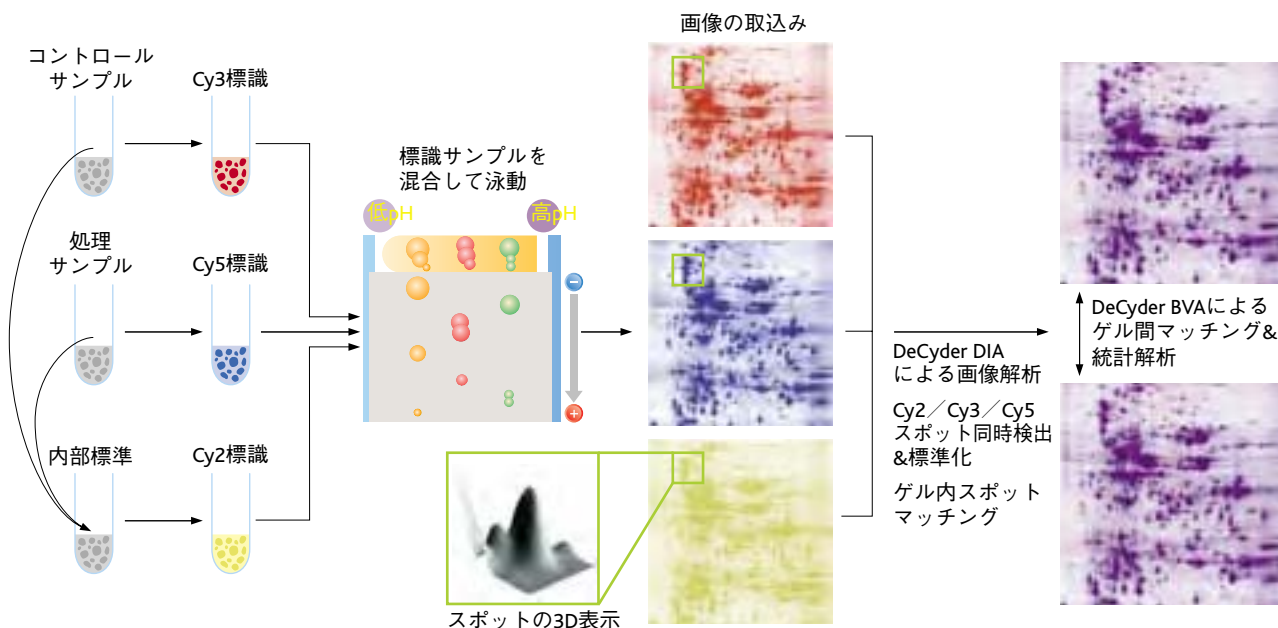 コントロール
サンプル
Cy3標識
処理
サンプル
Cy5標識
内部標準
Cy2標識
標識サンプルを
混合して泳動
低pH
高pH
−
+
画像の取込み
スポットの3D表示
DeCyder DIA
による画像解析
Cy2／Cy3／Cy5
スポット同時検出
&標準化
ゲル内スポット
マッチング
DeCyder BVAによる
ゲル間マッチング&
統計解析